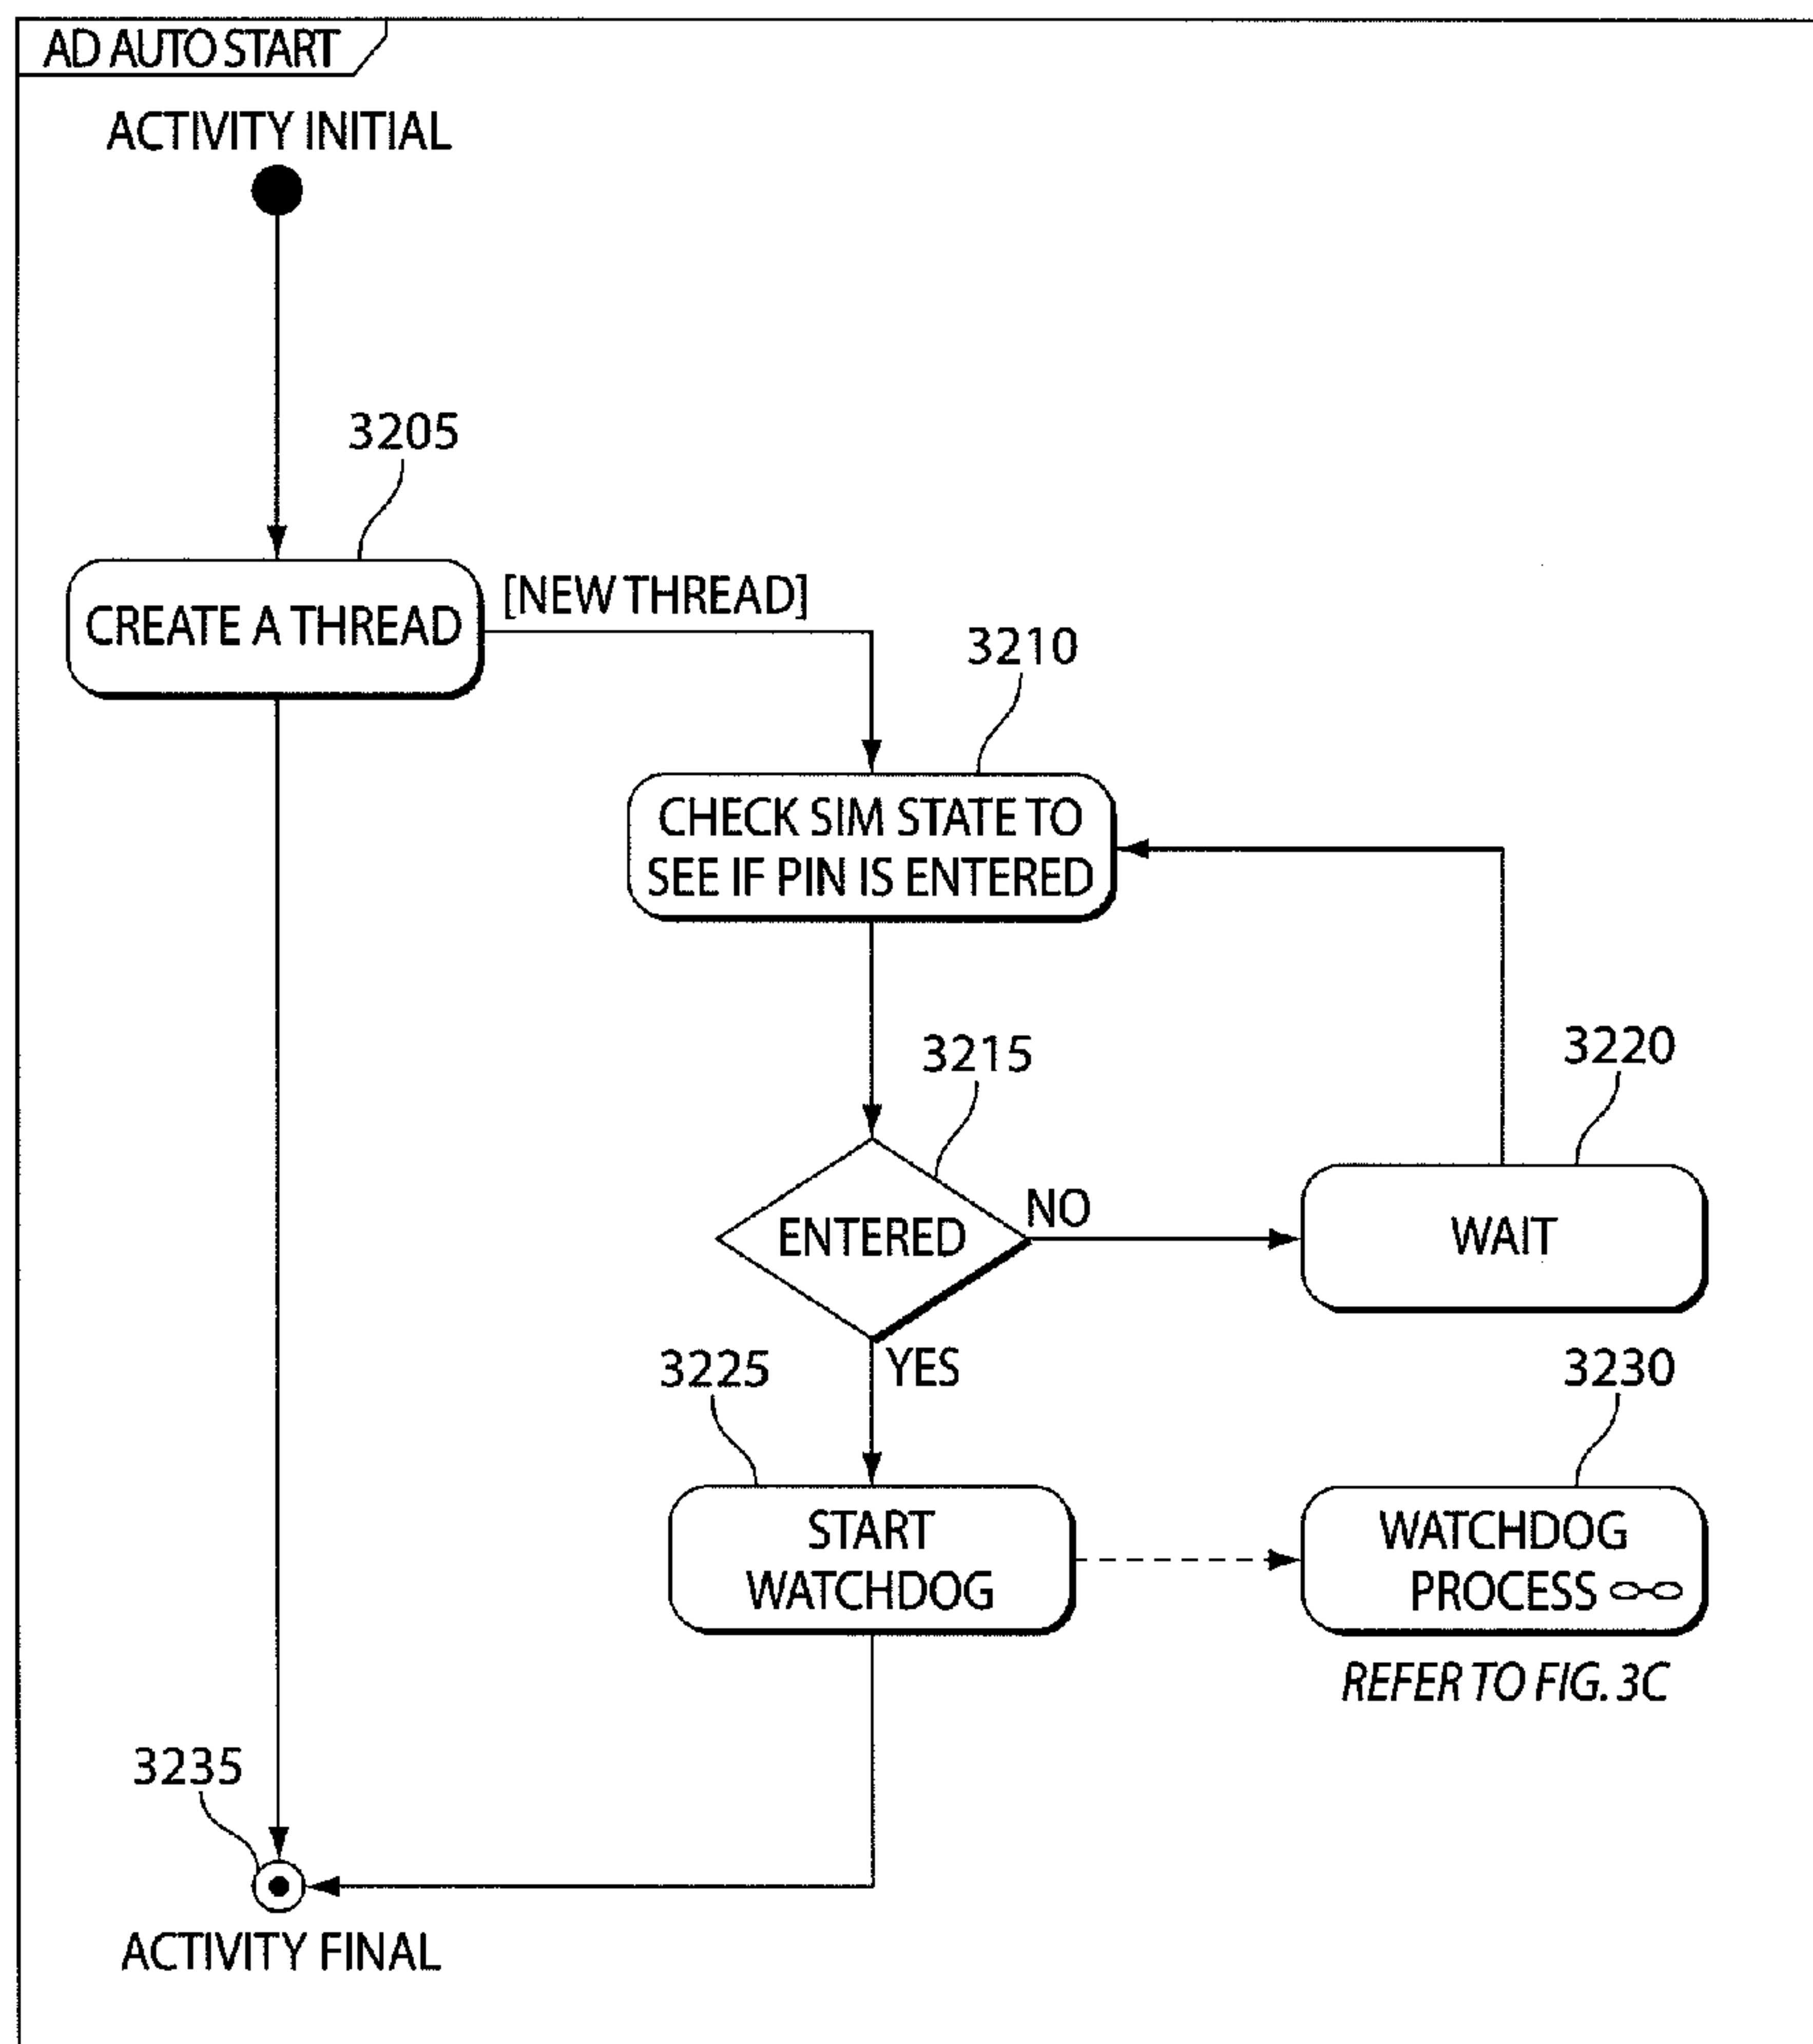 AD AUTO START
ACTIVITY INITIAL
3205
CREATE A THREAD
[NEW THREAD]
3210
CHECK SIM STATE TO
SEE IF PIN IS ENTERED
3215
3220
ENTERED
NO
WAIT
YES
3225
3230
START
WATCHDOG
WATCHDOG
PROCESS
REFER TO FIG. 3C
3235
ACTIVITY FINAL